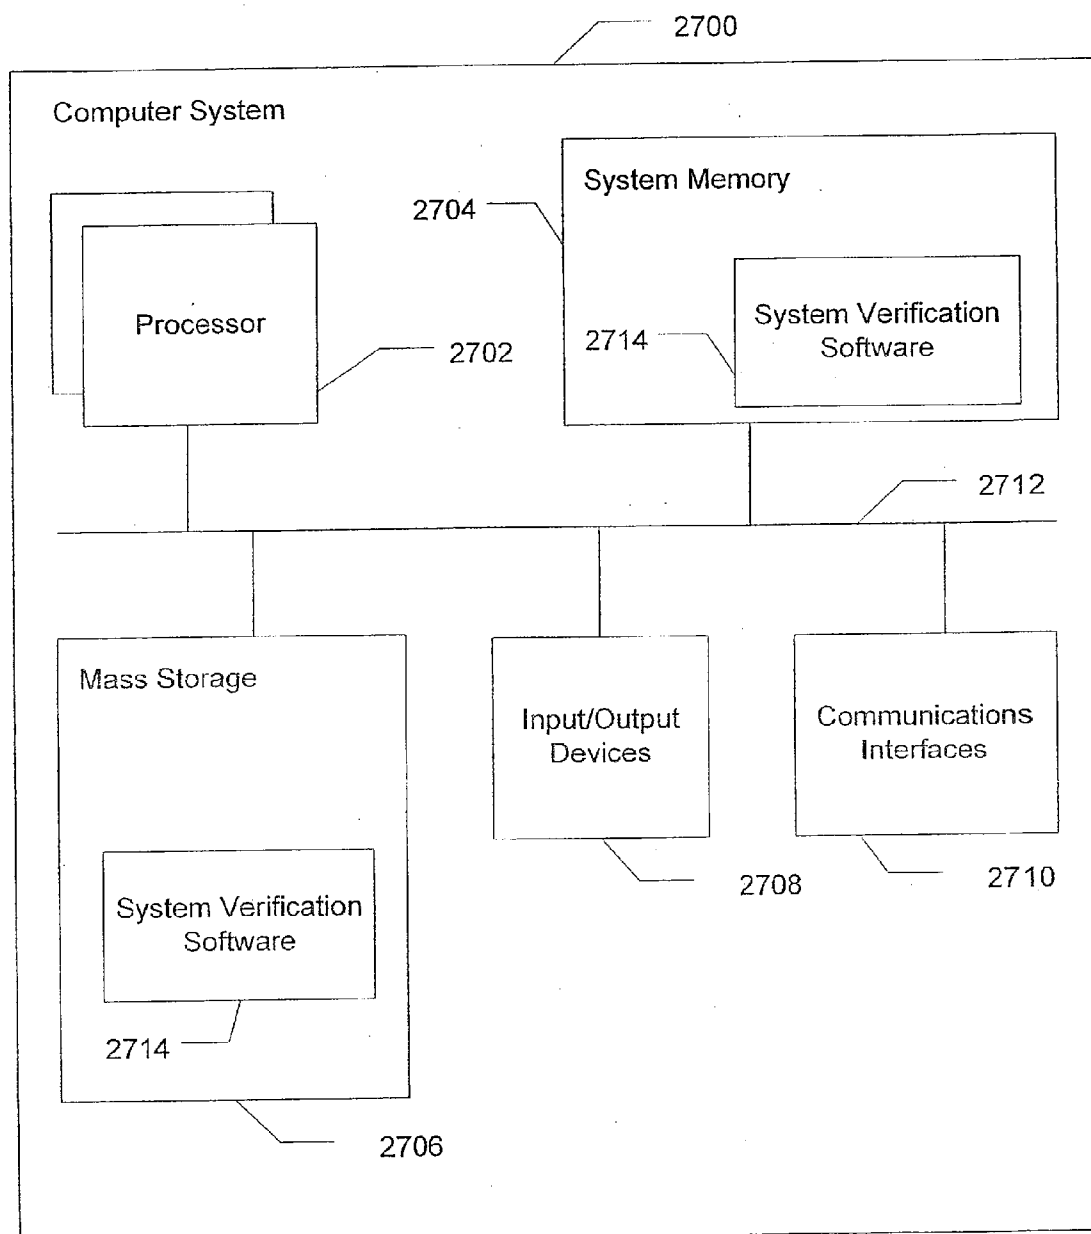 2700
Computer System
System Memory
2704
Processor
System Verification
Software
2714
2702
2712
Mass Storage
Input/Output
Devices
Communications
Interfaces
System Verification
Software
2708
2710
2714
2706